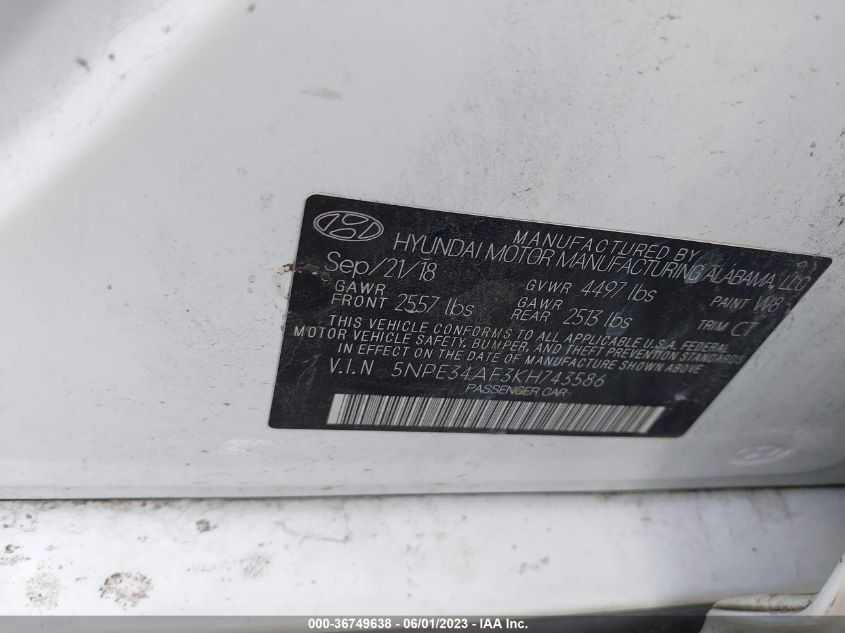 MANUFACTURED BY
HYUNDAI MOTOR MANUFACTURING ALABAMA, LLC
Sep/21/18
GVWR 4497 lbs
PAINT W8
GAWR FRONT 2557 lbs
GAWR REAR 2513 lbs
TRIM CT
THIS VEHICLE CONFORMS TO ALL APPLICABLE U.S.A. FEDERAL
MOTOR VEHICLE SAFETY, BUMPER, AND THEFT PREVENTION STANDARDS
IN EFFECT ON THE DATE OF MANUFACTURE SHOWN ABOVE
V.I.N 5NPE34AF3KH743586
PASSENGER CAR
000-36749638 - 06/01/2023 - IAAI.com